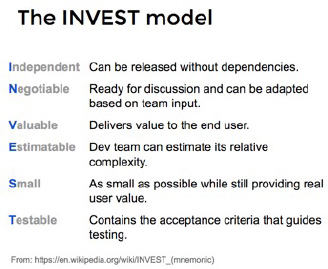 The INVEST model
Independent Can be released without dependencies.
Negotiable Ready for discussion and can be adapted
based on team input.
Valuable Delivers value to the end user.
Estimatable Dev team can estimate its relative
complexity.
Small As small as possible while still providing real
user value.
Testable Contains the acceptance criteria that guides
testing.
From: https://en.wikipedia.org/wiki/INVEST_(mnemonic)